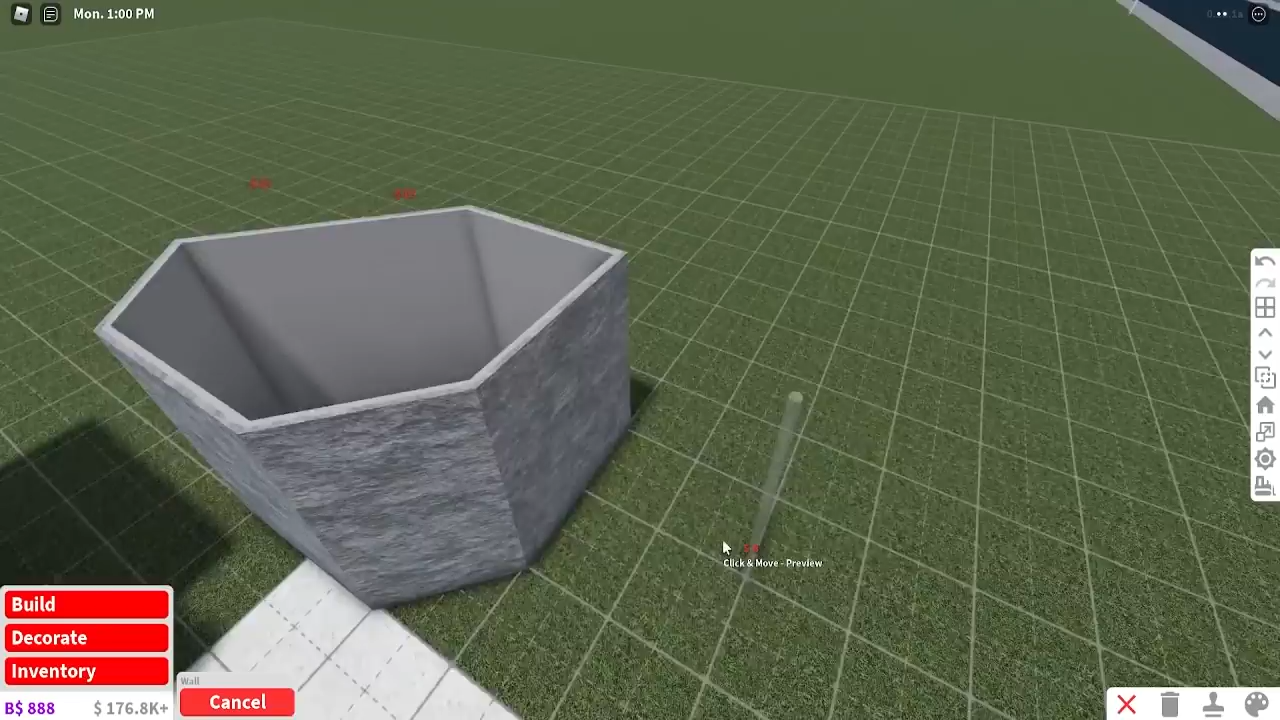 Mon. 1:00 PM
Click & Move - Preview
Build
Decorate
Inventory
Wall
Cancel
B$ 888
$ 176.8K+